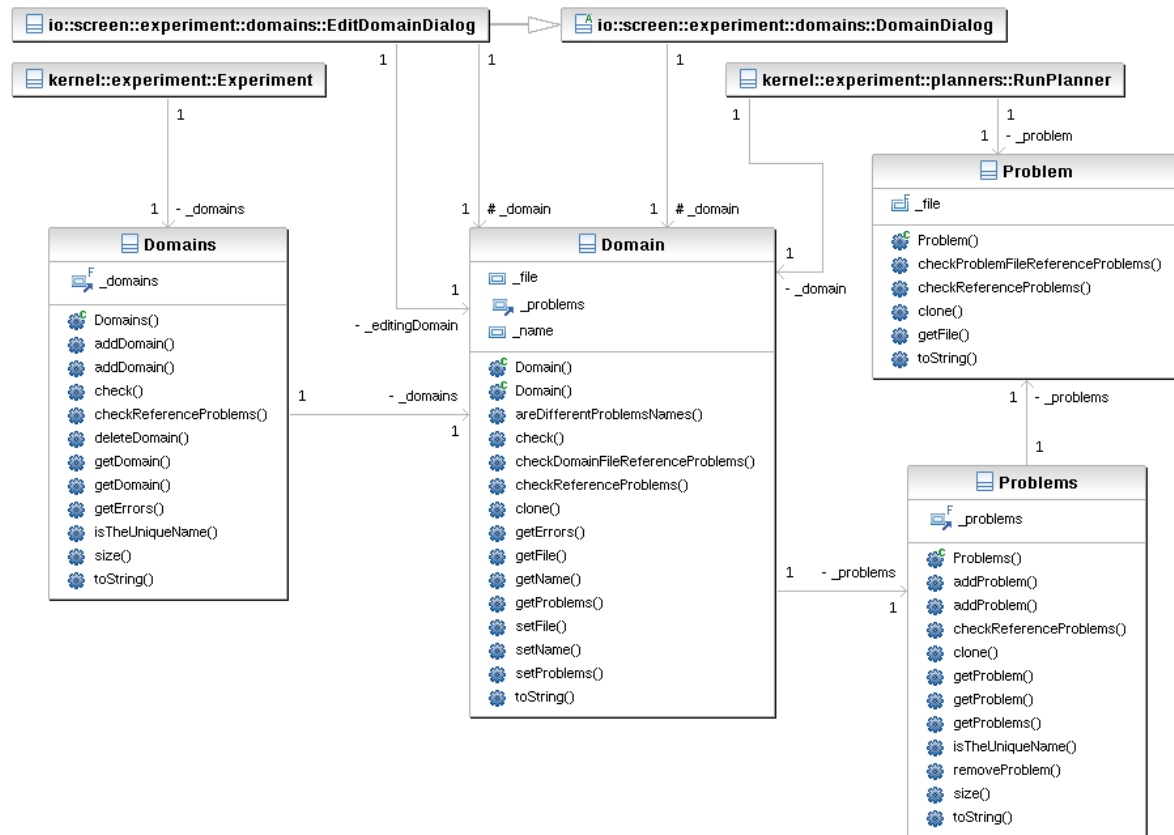 io::screen::experiment::domains::EditDomainDialog
io::screen::experiment::domains::DomainDialog
1
1
1
kernel::experiment::Experiment
kernel::experiment::planners::RunPlanner
1
1
1
1
- _problem
1
- _domains
1
# _domain
1
# _domain
Problem
_file
Problem()
checkProblemFileReferenceProblems()
checkReferenceProblems()
clone()
getFile()
toString()
Domains
_domains
Domains()
addDomain()
addDomain()
check()
checkReferenceProblems()
deleteDomain()
getDomain()
getDomain()
getErrors()
isTheUniqueName()
size()
toString()
1
- _editingDomain
1
- _domains
1
Domain
_file
_problems
_name
Domain()
Domain()
areDifferentProblemsNames()
check()
checkDomainFileReferenceProblems()
checkReferenceProblems()
clone()
getErrors()
getFile()
getName()
getProblems()
setFile()
setName()
setProblems()
toString()
1
- _domain
1
- _problems
1
1
- _problems
1
Problems
_problems
Problems()
addProblem()
addProblem()
checkReferenceProblems()
clone()
getProblem()
getProblem()
getProblems()
isTheUniqueName()
removeProblem()
size()
toString()